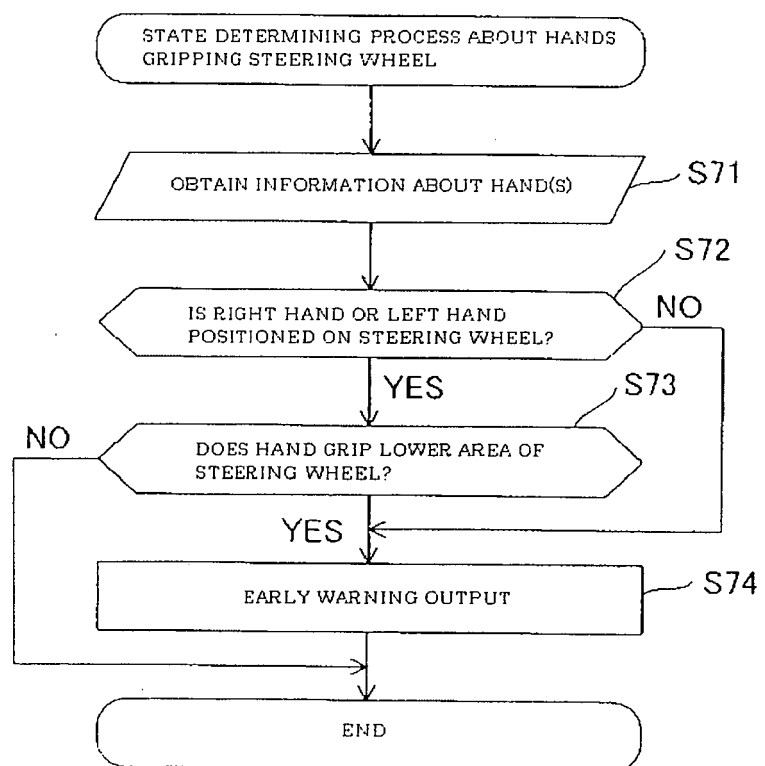 STATE DETERMINING PROCESS ABOUT HANDS
GRIPPING STEERING WHEEL
OBTAIN INFORMATION ABOUT HAND(S)
S71
S72
IS RIGHT HAND OR LEFT HAND
POSITIONED ON STEERING WHEEL?
NO
YES
S73
NO
DOES HAND GRIP LOWER AREA OF
STEERING WHEEL?
YES
EARLY WARNING OUTPUT
S74
END